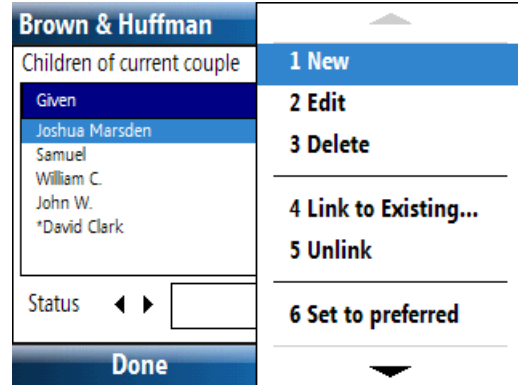 Brown & Huffman
Children of current couple
Given
Joshua Marsden
Samuel
William C.
John W.
*David Clark
Status
Done
1 New
2 Edit
3 Delete
4 Link to Existing...
5 Unlink
6 Set to preferred